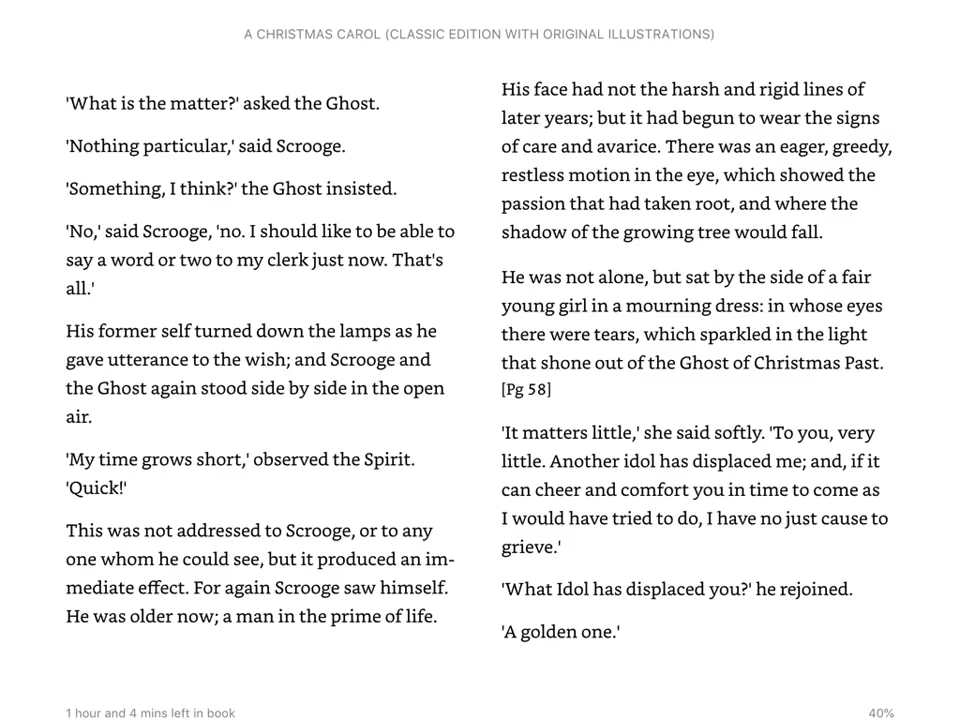 A CHRISTMAS CAROL (CLASSIC EDITION WITH ORIGINAL ILLUSTRATIONS)
'What is the matter?' asked the Ghost.
'Nothing particular,' said Scrooge.
'Something, I think?' the Ghost insisted.
'No,' said Scrooge, 'no. I should like to be able to
say a word or two to my clerk just now. That's
all.'
His former self turned down the lamps as he
gave utterance to the wish; and Scrooge and
the Ghost again stood side by side in the open
air.
'My time grows short,' observed the Spirit.
'Quick!'
This was not addressed to Scrooge, or to any
one whom he could see, but it produced an im-
mediate effect. For again Scrooge saw himself.
He was older now; a man in the prime of life.
His face had not the harsh and rigid lines of
later years; but it had begun to wear the signs
of care and avarice. There was an eager, greedy,
restless motion in the eye, which showed the
passion that had taken root, and where the
shadow of the growing tree would fall.
He was not alone, but sat by the side of a fair
young girl in a mourning dress: in whose eyes
there were tears, which sparkled in the light
that shone out of the Ghost of Christmas Past.
[Pg 58]
'It matters little,' she said softly. 'To you, very
little. Another idol has displaced me; and, if it
can cheer and comfort you in time to come as
I would have tried to do, I have no just cause to
grieve.'
'What Idol has displaced you?' he rejoined.
'A golden one.'
1 hour and 4 mins left in book
40%